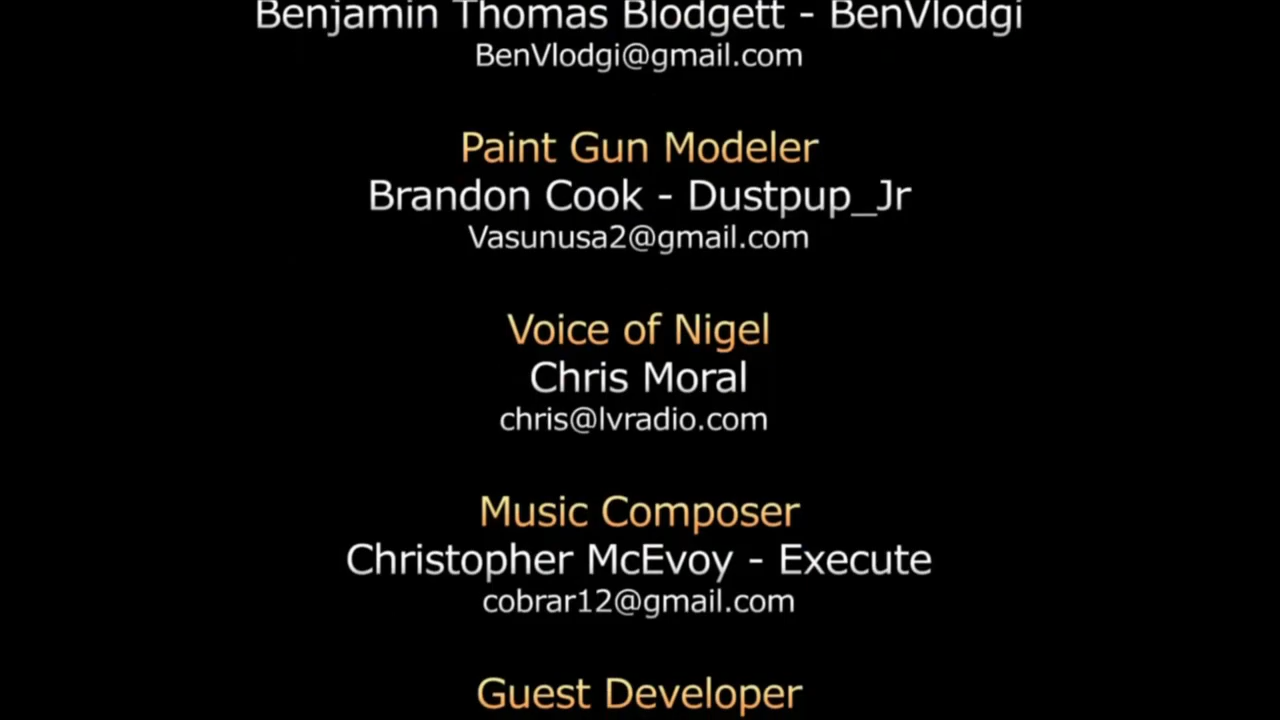 Benjamin Thomas Blodgett - BenVlodgi
BenVlodgi@gmail.com
Paint Gun Modeler
Brandon Cook - Dustpup_Jr
Vasunusa2@gmail.com
Voice of Nigel
Chris Moral
chris@lvradio.com
Music Composer
Christopher McEvoy - Execute
cobrar12@gmail.com
Guest Developer